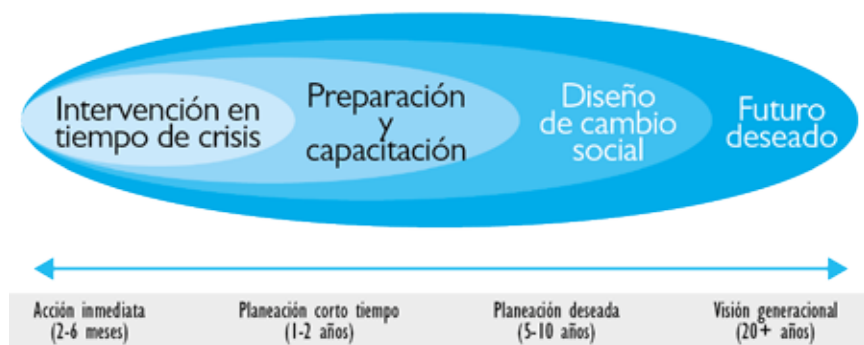 Intervención en
tiempo de crisis
Preparación
y
capacitación
Diseño
de cambio
social
Futuro
deseado
Acción inmediata
(2-6 meses)
Planeación corto tiempo
(1-2 años)
Planeación deseada
(5-10 años)
Visión generacional
(20+ años)